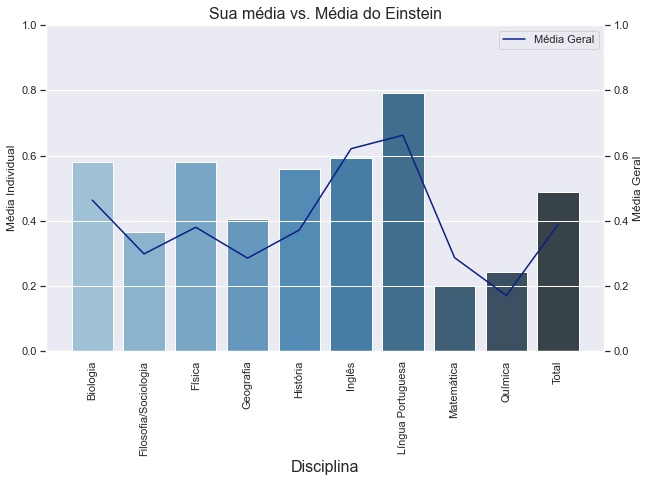 Sua média vs. Média do Einstein
Média Geral
1.0
0.8
0.6
0.4
0.2
0.0
Média Individual
1.0
0.8
0.6
0.4
0.2
0.0
Média Geral
Biologia
Filosofia/Sociologia
Física
Geografia
História
Inglês
Língua Portuguesa
Matemática
Química
Total
Disciplina